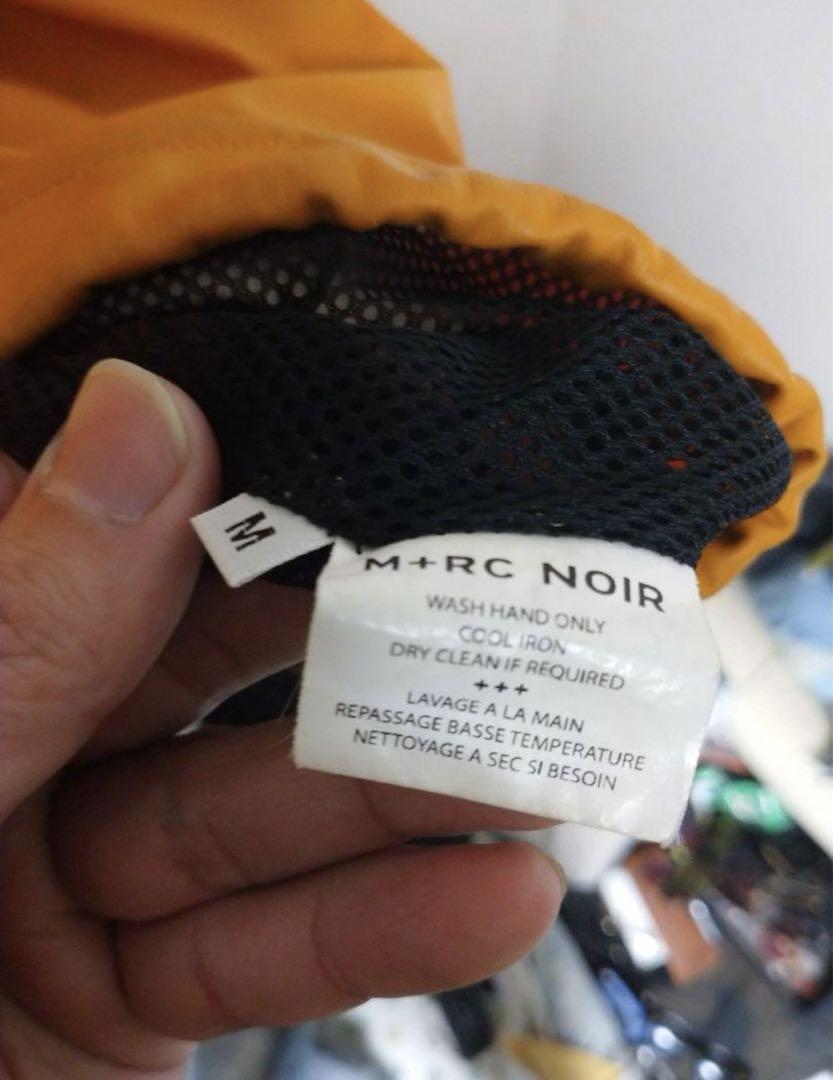 M
M+RC NOIR
WASH HAND ONLY
COOL IRON
DRY CLEAN IF REQUIRED
+++
LAVAGE A LA MAIN
REPASSAGE BASSE TEMPERATURE
NETTOYAGE A SEC SI BESOIN